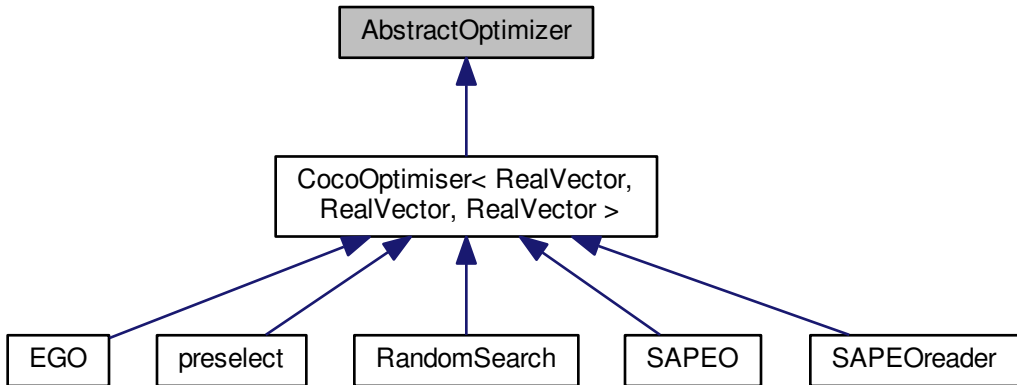 AbstractOptimizer
CocoOptimiser< RealVector,
RealVector, RealVector >
EGO
preselect
RandomSearch
SAPEO
SAPEOreader